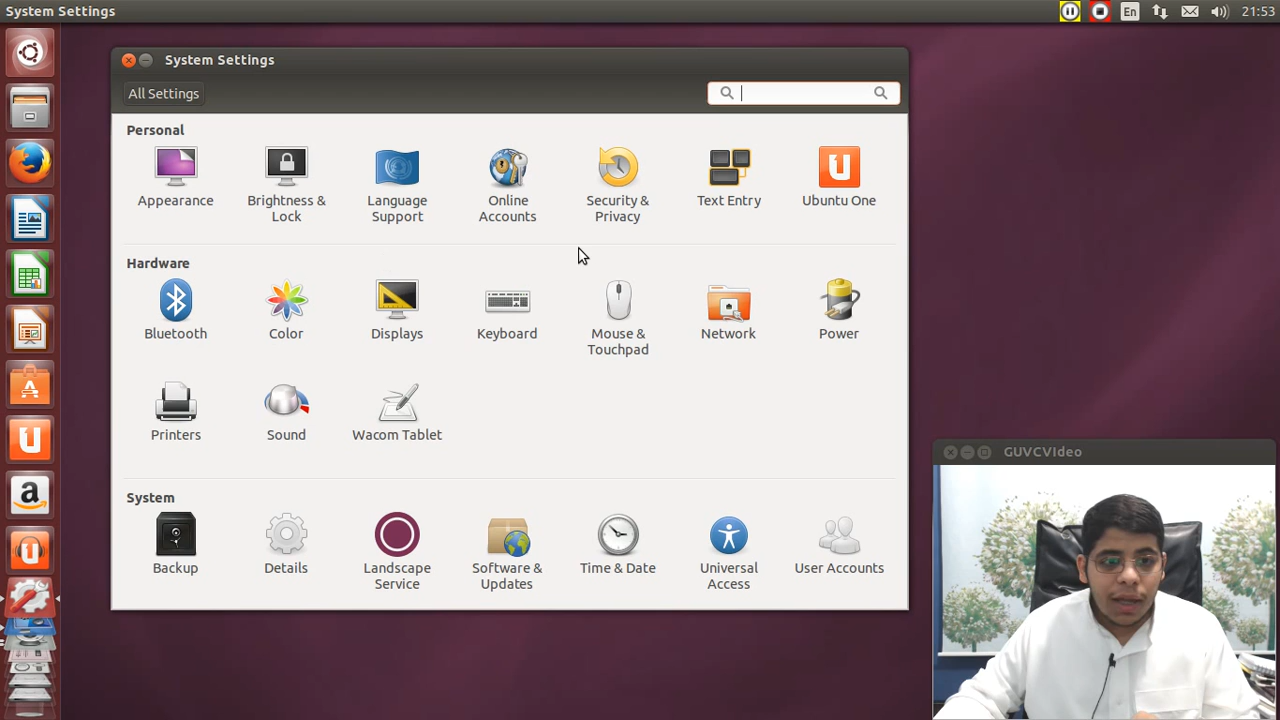 System Settings
En
21:53
System Settings
All Settings
Personal
Appearance
Brightness &
Lock
Language
Support
Online
Accounts
Security &
Privacy
Text Entry
Ubuntu One
Hardware
Bluetooth
Color
Displays
Keyboard
Mouse &
Touchpad
Network
Power
Printers
Sound
Wacom Tablet
System
Backup
Details
Landscape
Service
Software &
Updates
Time & Date
Universal
Access
User Accounts
GUVCVIdeo